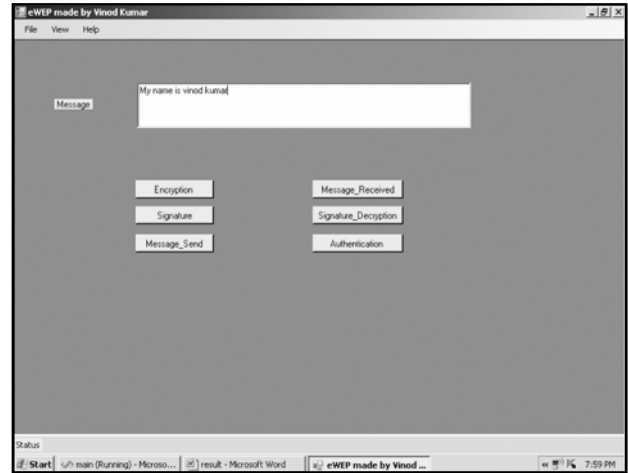 eWEP made by Vinod Kumar
File View Help
Message
My name is vinod kumar
Encryption Message_Received
Signature Signature_Decryption
Message_Send Authentication
Status
Start main (Running) - Microso... result - Microsoft Word eWEP made by Vinod ... 7:59 PM